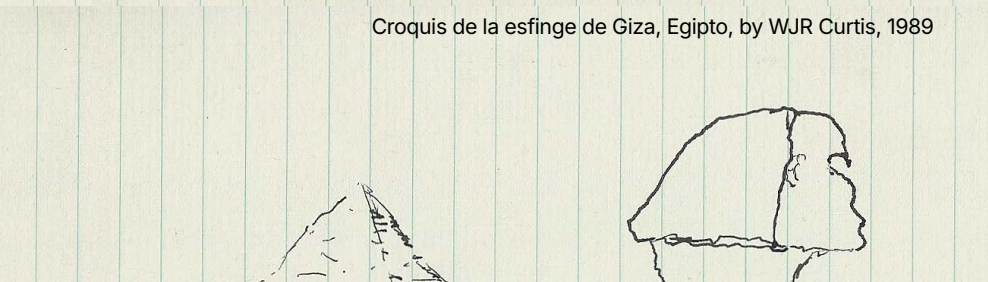 Croquis de la esfinge de Giza, Egipto, by WJR Curtis, 1989